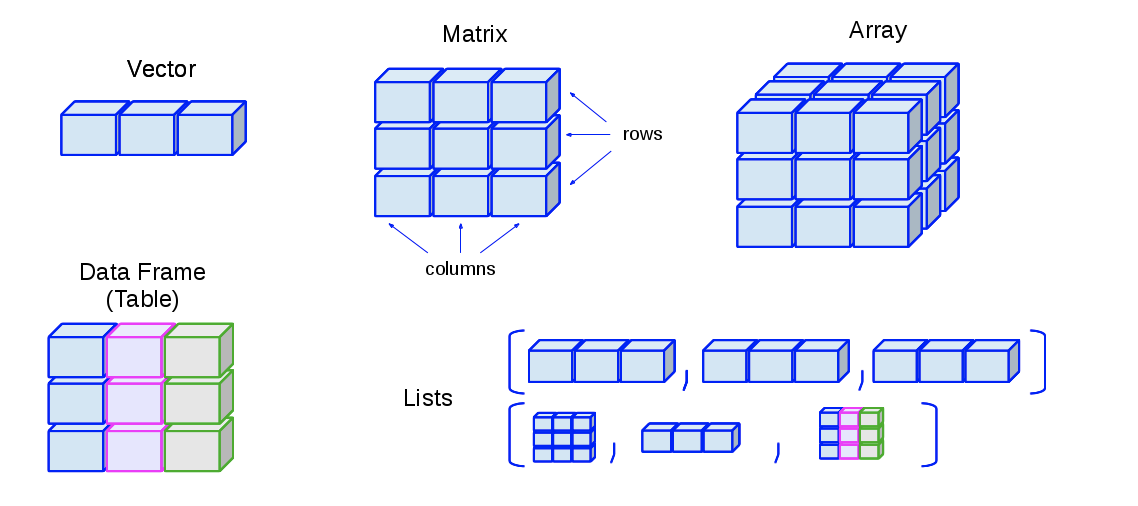 Vector
Matrix
Array
rows
columns
Data Frame
(Table)
Lists